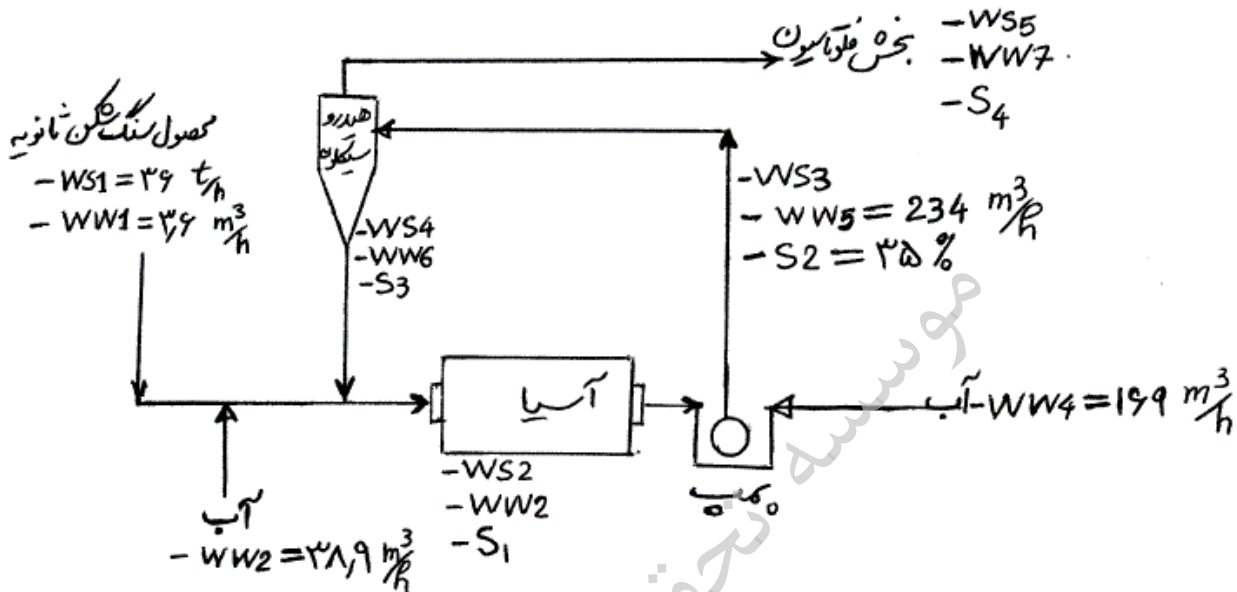 بخش فلوتاسیون
-WS5
-WW7
-S4
هیدرو
سیکلون
محصول سنگ شکن ثانویه
-WS1=۳۶ t/h
-WW1=۳,۶ m³/h
-WS3
-WW5=234 m³/h
-S2=۳۵%
-WS4
-WW6
-S3
آسیا
آب-WW4=۱۶۹ m³/h
پمپ
-WS2
-WW2
-S1
آب
-WW2=۳۸,۹ m³/h
موسسه